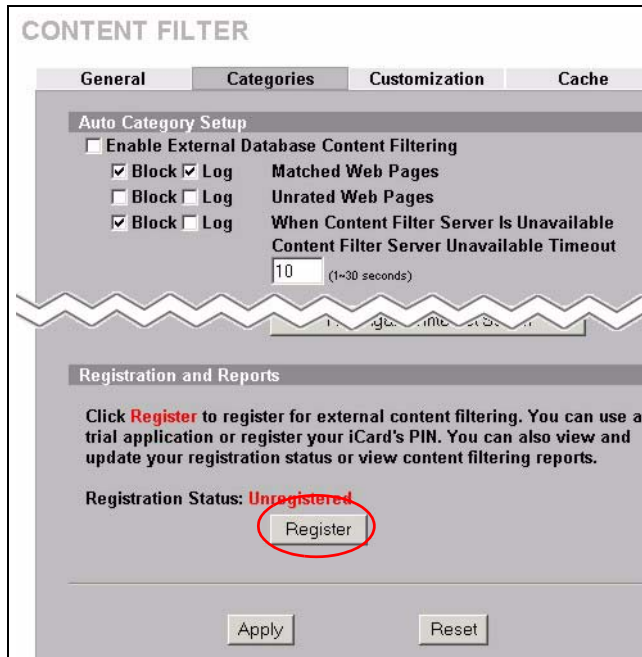 CONTENT FILTER
General Categories Customization Cache
Auto Category Setup
Enable External Database Content Filtering
Block Log Matched Web Pages
Block Log Unrated Web Pages
Block Log When Content Filter Server Is Unavailable
Content Filter Server Unavailable Timeout
10 (1~30 seconds)
Registration and Reports
Click Register to register for external content filtering. You can use a
trial application or register your iCard's PIN. You can also view and
update your registration status or view content filtering reports.
Registration Status: Unregistered
Register
Apply Reset